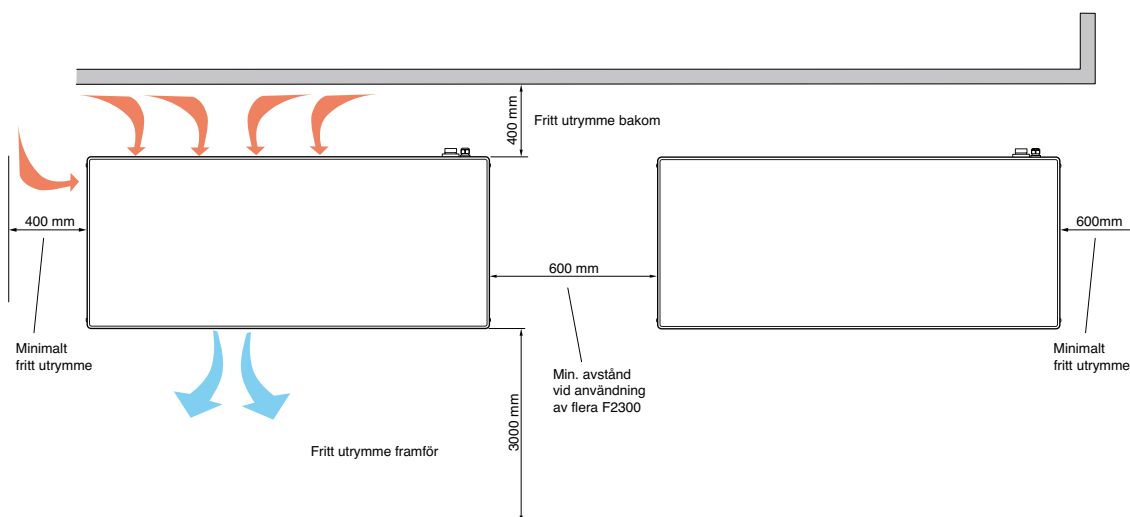 400 mm
Fritt utrymme bakom
400 mm
600mm
600 mm
Minimalt
fritt utrymme
Min. avstånd
vid användning
av flera F2300
Minimalt
fritt utrymme
3000 mm
Fritt utrymme framför